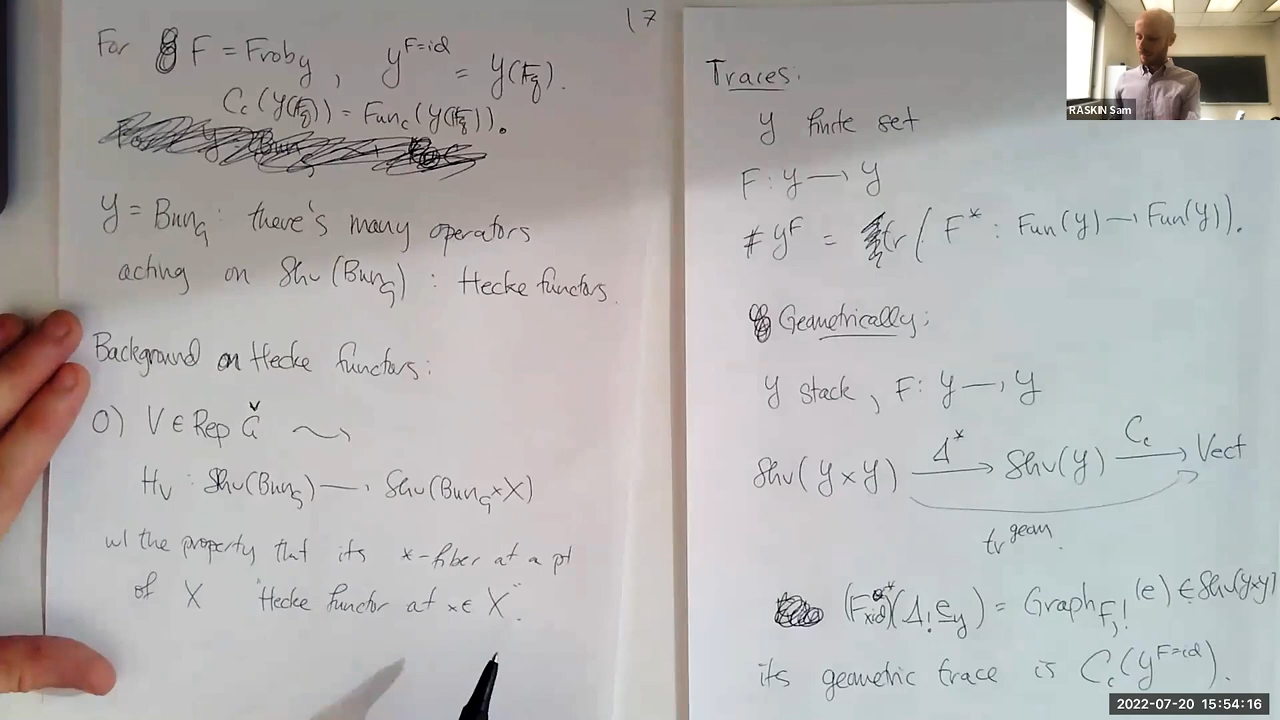 17
For F = Frob_Y, Y^{F=id} = Y(F_q).
C_c(Y(F_q)) = Fun_c(Y(F_q)).
Y = Bun_G: there's many operators
acting on Shv(Bun_G) : Hecke functors.
Background on Hecke functors:
0) V ∈ Rep Ǧ ⇝
H_V : Shv(Bun_G) → Shv(Bun_G × X)
w/ the property that its *-fiber at a pt
of X "Hecke functor at x ∈ X".
Traces:
Y finite set
F : Y → Y
# Y^F = tr( F^* : Fun(Y) → Fun(Y)).
Geometrically:
Y stack, F : Y → Y
Shv(Y × Y) —Δ^*→ Shv(Y) —C_c→ Vect
tr^{geom}.
(F × id)^*(Δ_! e_Y) = Graph_{F,!}(e) ∈ Shv(Y×Y)
its geometric trace is C_c(Y^{F=id}).
RASKIN Sam
2022-07-20 15:54:16